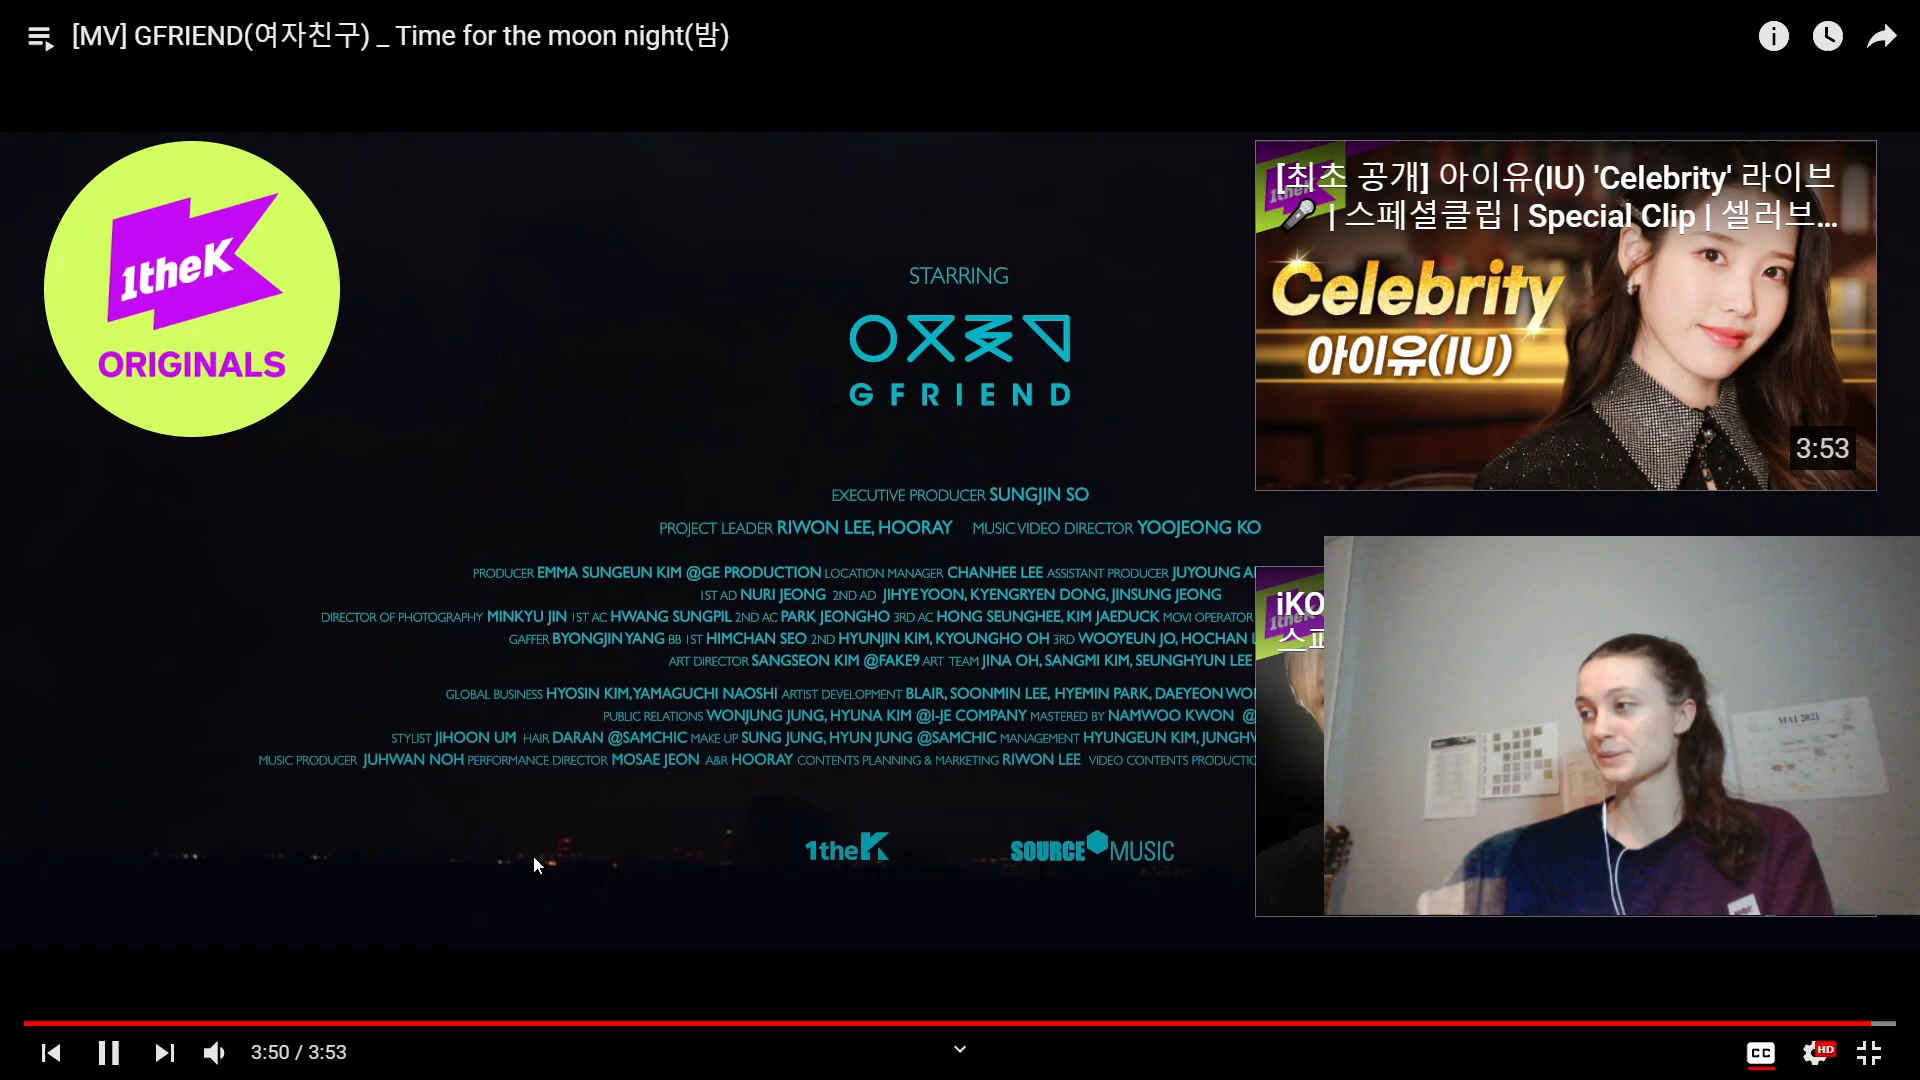 [MV] GFRIEND(여자친구) _ Time for the moon night(밤)
1theK
ORIGINALS
[최초 공개] 아이유(IU) 'Celebrity' 라이브
🎤 | 스페셜클립 | Special Clip | 셀러브...
Celebrity
아이유(IU)
3:53
STARRING
GFRIEND
EXECUTIVE PRODUCER SUNGJIN SO
PROJECT LEADER RIWON LEE, HOORAY MUSIC VIDEO DIRECTOR YOOJEONG KO
PRODUCER EMMA SUNGEUN KIM @GE PRODUCTION LOCATION MANAGER CHANHEE LEE ASSISTANT PRODUCER JUYOUNG
1ST AD NURI JEONG 2ND AD JIHYE YOON, KYENGRYEN DONG, JINSUNG JEONG
DIRECTOR OF PHOTOGRAPHY MINKYU JIN 1ST AC HWANG SUNGPIL 2ND AC PARK JEONGHO 3RD AC HONG SEUNGHEE, KIM JAEDUCK MOVI OPERATOR
GAFFER BYONGJIN YANG BB 1ST HIMCHAN SEO 2ND HYUNJIN KIM, KYOUNGHO OH 3RD WOOYEUN JO, HOCHAN
ART DIRECTOR SANGSEON KIM @FAKE9 ART TEAM JINA OH, SANGMI KIM, SEUNGHYUN LEE
GLOBAL BUSINESS HYOSIN KIM, YAMAGUCHI NAOSHI ARTIST DEVELOPMENT BLAIR, SOONMIN LEE, HYEMIN PARK, DAEYEON
PUBLIC RELATIONS WONJUNG JUNG, HYUNA KIM @I-JE COMPANY MASTERED BY NAMWOO KWON @
STYLIST JIHOON UM HAIR DARAN @SAMCHIC MAKE UP SUNG JUNG, HYUN JUNG @SAMCHIC MANAGEMENT HYUNGEUN KIM,
MUSIC PRODUCER JUHWAN NOH PERFORMANCE DIRECTOR MOSAE JEON A&R HOORAY CONTENTS PLANNING & MARKETING RIWON LEE VIDEO CONTENTS
iKO
스페
MAI 2021
1theK SOURCE MUSIC
3:50 / 3:53
CC HD